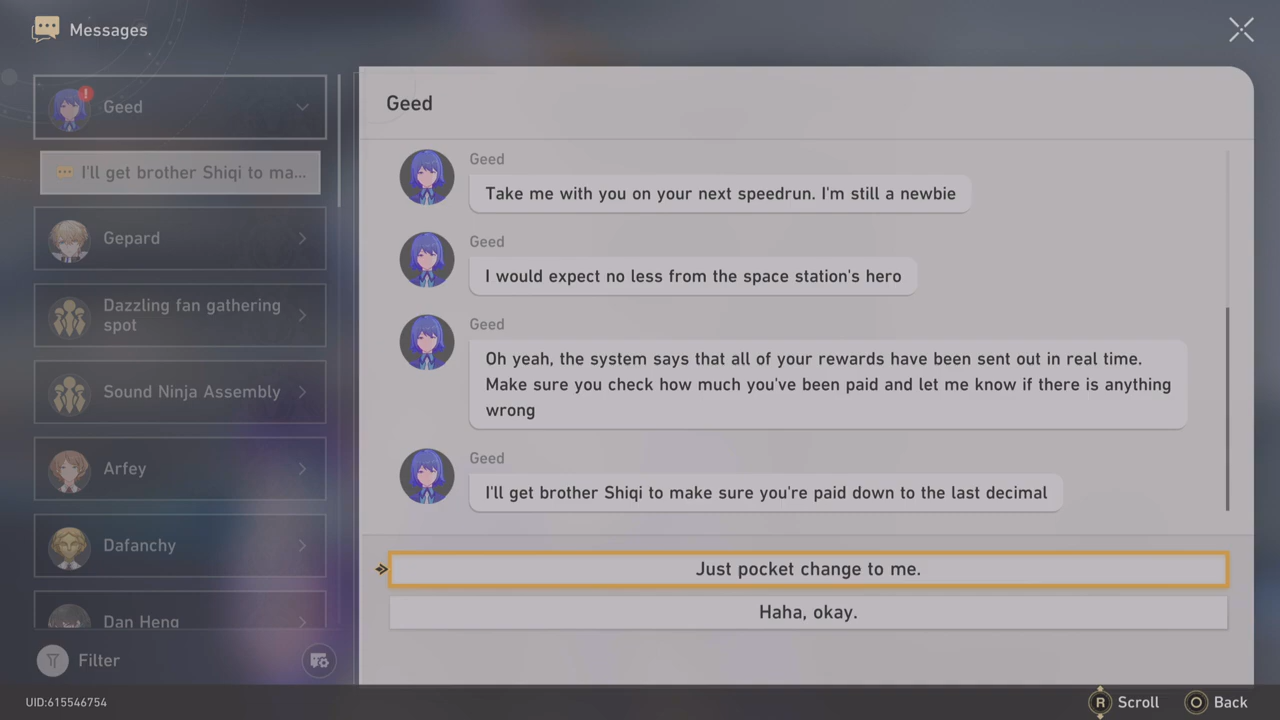 Messages
Geed
I'll get brother Shiqi to ma...
Gepard
Dazzling fan gathering
spot
Sound Ninja Assembly
Arfey
Dafanchy
Dan Heng
Filter
UID:615546754
Geed
Geed
Take me with you on your next speedrun. I'm still a newbie
Geed
I would expect no less from the space station's hero
Geed
Oh yeah, the system says that all of your rewards have been sent out in real time.
Make sure you check how much you've been paid and let me know if there is anything
wrong
Geed
I'll get brother Shiqi to make sure you're paid down to the last decimal
Just pocket change to me.
Haha, okay.
R Scroll
Back